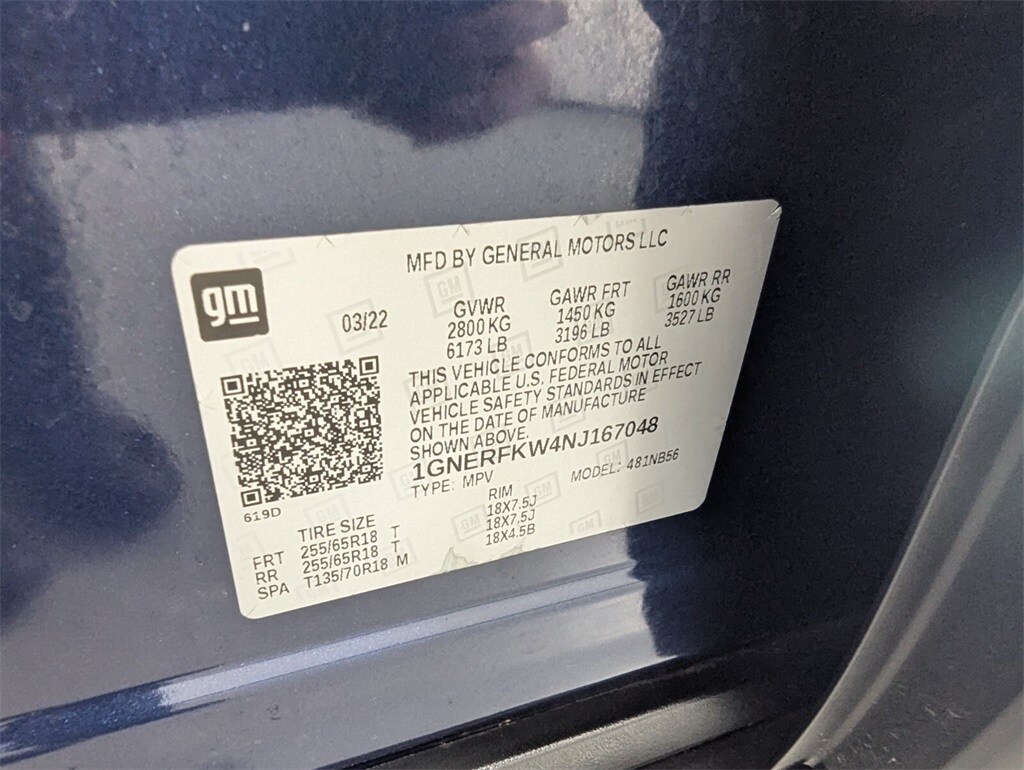 MFD BY GENERAL MOTORS LLC
gm
03/22
GVWR GAWR FRT GAWR RR
2800 KG 1450 KG 1600 KG
6173 LB 3196 LB 3527 LB
THIS VEHICLE CONFORMS TO ALL
APPLICABLE U.S. FEDERAL MOTOR
VEHICLE SAFETY STANDARDS IN EFFECT
ON THE DATE OF MANUFACTURE
SHOWN ABOVE.
1GNERFKW4NJ167048
TYPE: MPV MODEL: 481NB56
619D
TIRE SIZE RIM
FRT 255/65R18 T 18X7.5J
RR 255/65R18 T 18X7.5J
SPA T135/70R18 M 18X4.5B